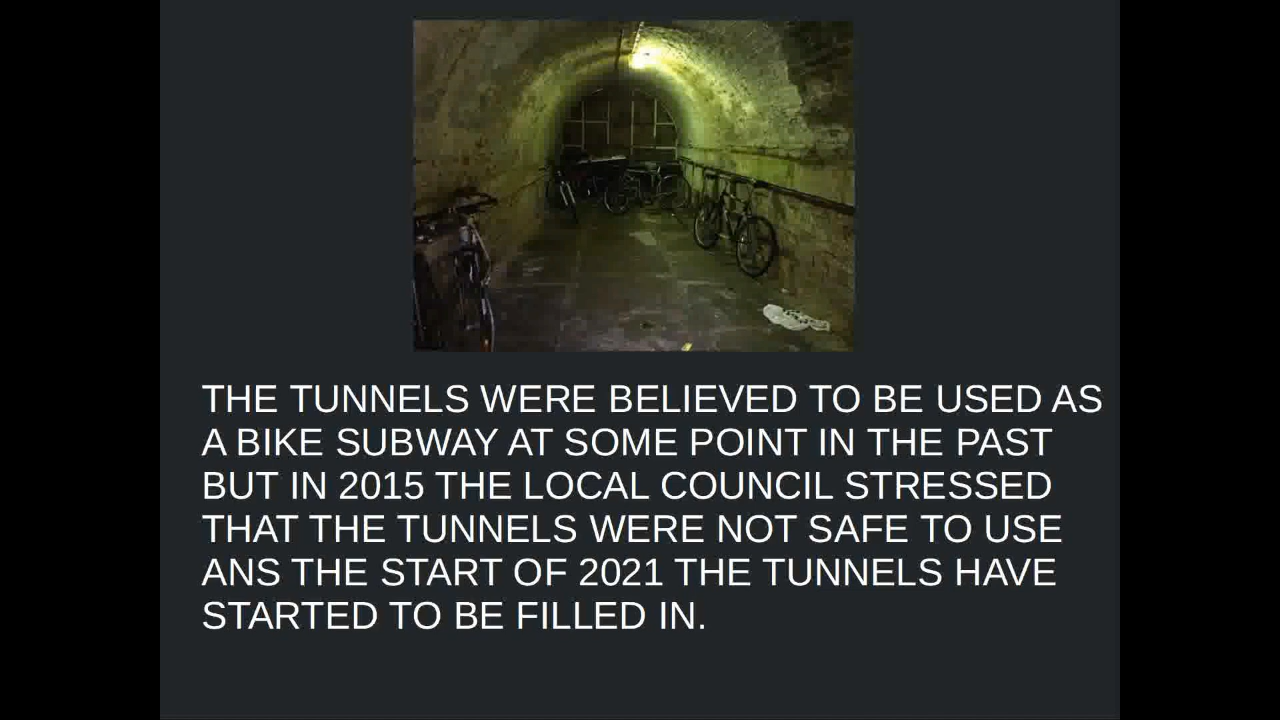 THE TUNNELS WERE BELIEVED TO BE USED AS
A BIKE SUBWAY AT SOME POINT IN THE PAST
BUT IN 2015 THE LOCAL COUNCIL STRESSED
THAT THE TUNNELS WERE NOT SAFE TO USE
ANS THE START OF 2021 THE TUNNELS HAVE
STARTED TO BE FILLED IN.